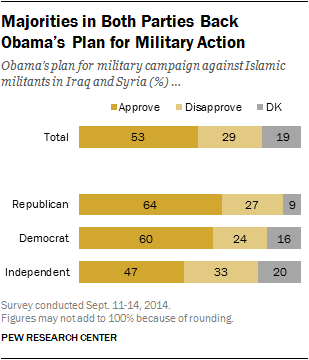 Majorities in Both Parties Back
Obama's Plan for Military Action
Obama's plan for military campaign against Islamic
militants in Iraq and Syria (%) ...
Approve Disapprove DK
Total 53 29 19
Republican 64 27 9
Democrat 60 24 16
Independent 47 33 20
Survey conducted Sept. 11-14, 2014.
Figures may not add to 100% because of rounding.
PEW RESEARCH CENTER